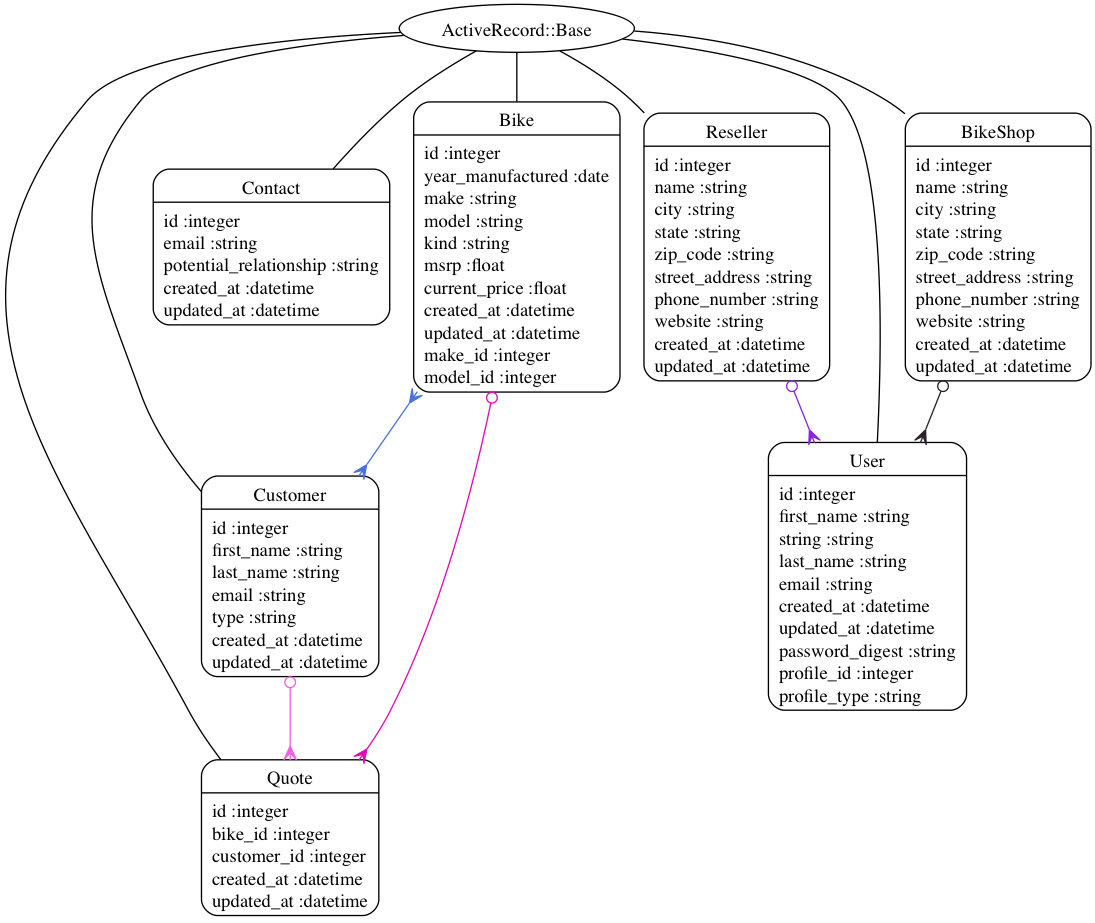 ActiveRecord::Base
Contact
id :integer
email :string
potential_relationship :string
created_at :datetime
updated_at :datetime
Bike
id :integer
year_manufactured :date
make :string
model :string
kind :string
msrp :float
current_price :float
created_at :datetime
updated_at :datetime
make_id :integer
model_id :integer
Reseller
id :integer
name :string
city :string
state :string
zip_code :string
street_address :string
phone_number :string
website :string
created_at :datetime
updated_at :datetime
BikeShop
id :integer
name :string
city :string
state :string
zip_code :string
street_address :string
phone_number :string
website :string
created_at :datetime
updated_at :datetime
Customer
id :integer
first_name :string
last_name :string
email :string
type :string
created_at :datetime
updated_at :datetime
User
id :integer
first_name :string
string :string
last_name :string
email :string
created_at :datetime
updated_at :datetime
password_digest :string
profile_id :integer
profile_type :string
Quote
id :integer
bike_id :integer
customer_id :integer
created_at :datetime
updated_at :datetime